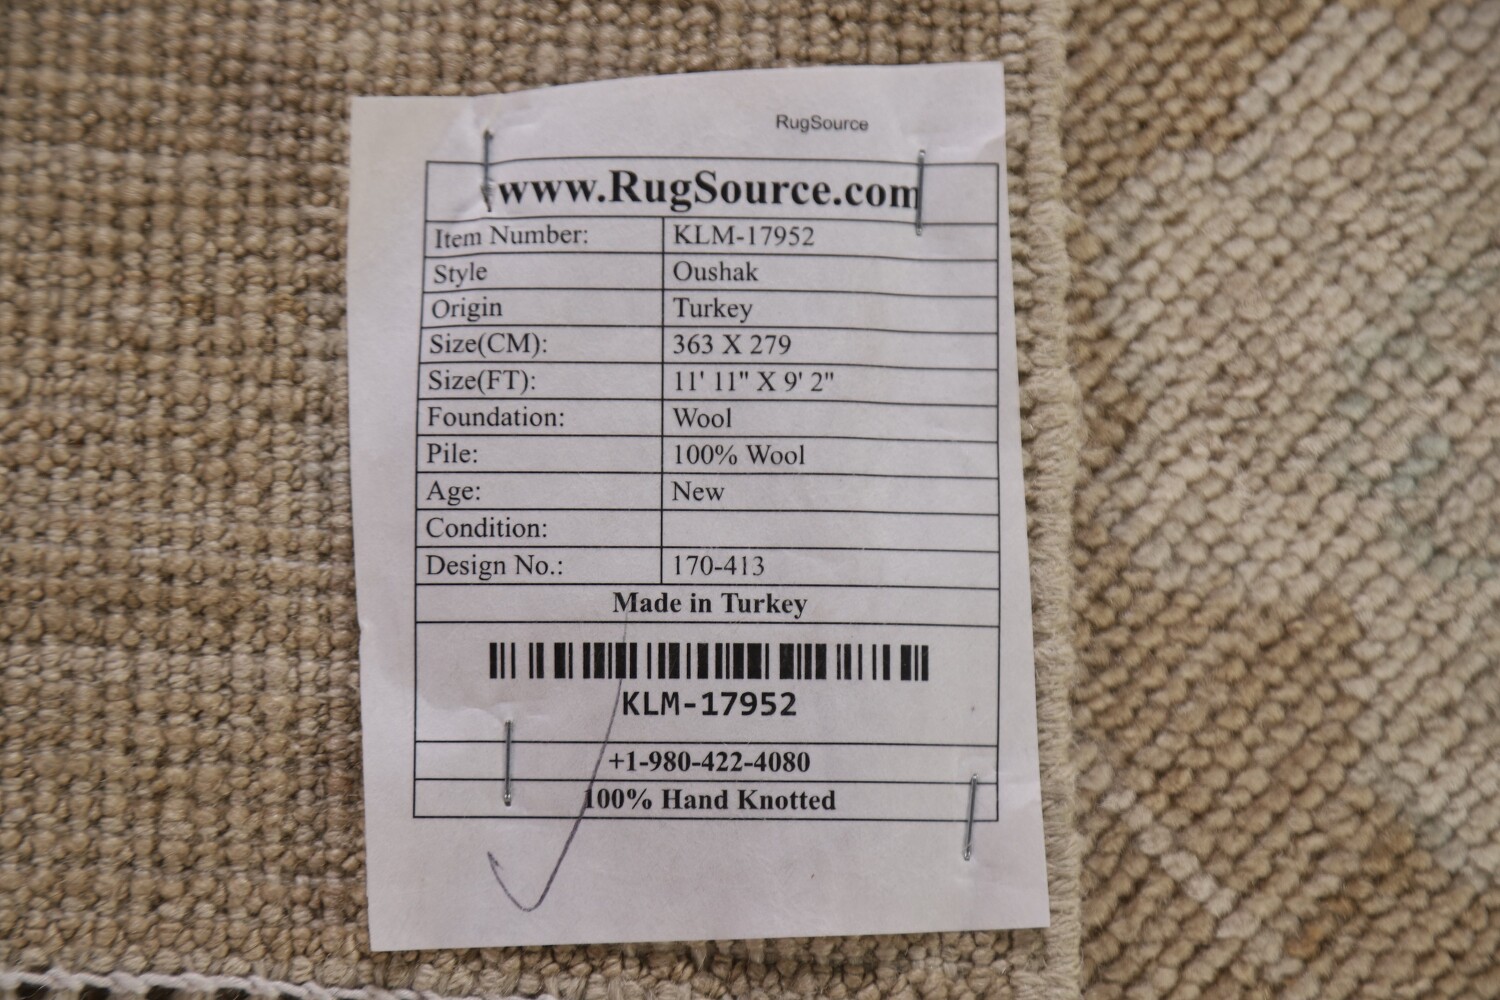 RugSource
www.RugSource.com
Item Number: KLM-17952
Style Oushak
Origin Turkey
Size(CM): 363 X 279
Size(FT): 11' 11" X 9' 2"
Foundation: Wool
Pile: 100% Wool
Age: New
Condition:
Design No.: 170-413
Made in Turkey
KLM-17952
+1-980-422-4080
100% Hand Knotted